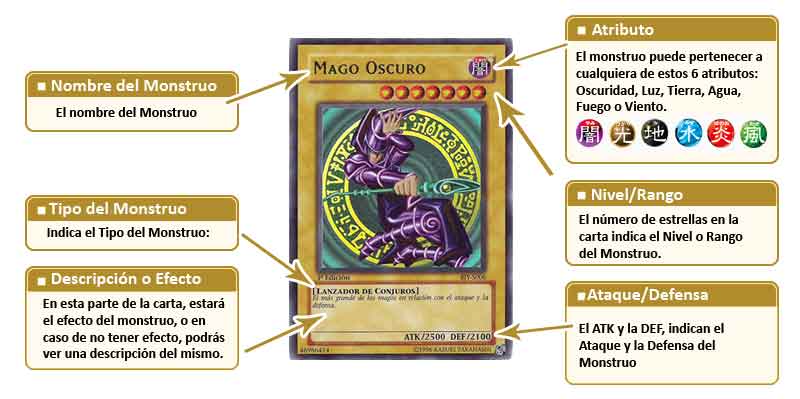 Nombre del Monstruo
El nombre del Monstruo
Tipo del Monstruo
Indica el Tipo del Monstruo:
Descripción o Efecto
En esta parte de la carta, estará
el efecto del monstruo, o en
caso de no tener efecto, podrás
ver una descripción del mismo.
MAGO OSCURO
闇
1ª Edición
[LANZADOR DE CONJUROS]
El más grande de los magos en relación con el ataque y la
defensa.
ATK/2500 DEF/2100
©1996 KAZUKI TAKAHASHI
Atributo
El monstruo puede pertenecer a
cualquiera de estos 6 atributos:
Oscuridad, Luz, Tierra, Agua,
Fuego o Viento.
闇 光 地 水 炎 風
Nivel/Rango
El número de estrellas en la
carta indica el Nivel o Rango
del Monstruo.
Ataque/Defensa
El ATK y la DEF, indican el
Ataque y la Defensa del
Monstruo